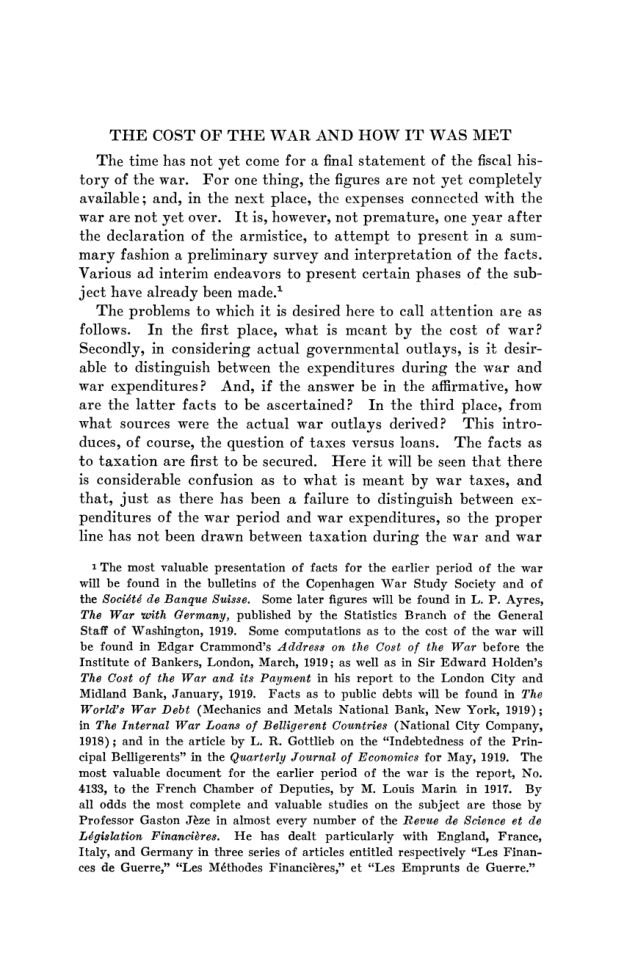 THE COST OF THE WAR AND HOW IT WAS MET
The time has not yet come for a final statement of the fiscal his-
tory of the war. For one thing, the figures are not yet completely
available; and, in the next place, the expenses connected with the
war are not yet over. It is, however, not premature, one year after
the declaration of the armistice, to attempt to present in a sum-
mary fashion a preliminary survey and interpretation of the facts.
Various ad interim endeavors to present certain phases of the sub-
ject have already been made.¹
The problems to which it is desired here to call attention are as
follows. In the first place, what is meant by the cost of war?
Secondly, in considering actual governmental outlays, is it desir-
able to distinguish between the expenditures during the war and
war expenditures? And, if the answer be in the affirmative, how
are the latter facts to be ascertained? In the third place, from
what sources were the actual war outlays derived? This intro-
duces, of course, the question of taxes versus loans. The facts as
to taxation are first to be secured. Here it will be seen that there
is considerable confusion as to what is meant by war taxes, and
that, just as there has been a failure to distinguish between ex-
penditures of the war period and war expenditures, so the proper
line has not been drawn between taxation during the war and war
¹ The most valuable presentation of facts for the earlier period of the war
will be found in the bulletins of the Copenhagen War Study Society and of
the Société de Banque Suisse. Some later figures will be found in L. P. Ayres,
The War with Germany, published by the Statistics Branch of the General
Staff of Washington, 1919. Some computations as to the cost of the war will
be found in Edgar Crammond's Address on the Cost of the War before the
Institute of Bankers, London, March, 1919; as well as in Sir Edward Holden's
The Cost of the War and its Payment in his report to the London City and
Midland Bank, January, 1919. Facts as to public debts will be found in The
World's War Debt (Mechanics and Metals National Bank, New York, 1919);
in The Internal War Loans of Belligerent Countries (National City Company,
1918); and in the article by L. R. Gottlieb on the "Indebtedness of the Prin-
cipal Belligerents" in the Quarterly Journal of Economics for May, 1919. The
most valuable document for the earlier period of the war is the report, No.
4133, to the French Chamber of Deputies, by M. Louis Marin in 1917. By
all odds the most complete and valuable studies on the subject are those by
Professor Gaston Jèze in almost every number of the Revue de Science et de
Législation Financières. He has dealt particularly with England, France,
Italy, and Germany in three series of articles entitled respectively "Les Finan-
ces de Guerre," "Les Méthodes Financières," et "Les Emprunts de Guerre."